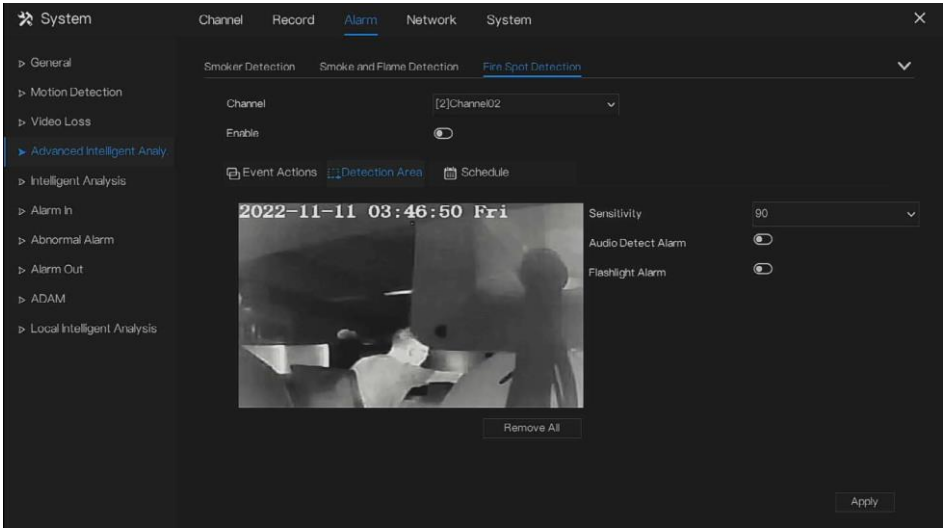 System
Channel Record Alarm Network System
General
Motion Detection
Video Loss
Advanced Intelligent Analy.
Intelligent Analysis
Alarm In
Abnormal Alarm
Alarm Out
ADAM
Local Intelligent Analysis
Smoker Detection Smoke and Flame Detection Fire Spot Detection
Channel [2]Channel02
Enable
Event Actions Detection Area Schedule
2022-11-11 03:46:50 Fri
Sensitivity 90
Audio Detect Alarm
Flashlight Alarm
Remove All
Apply